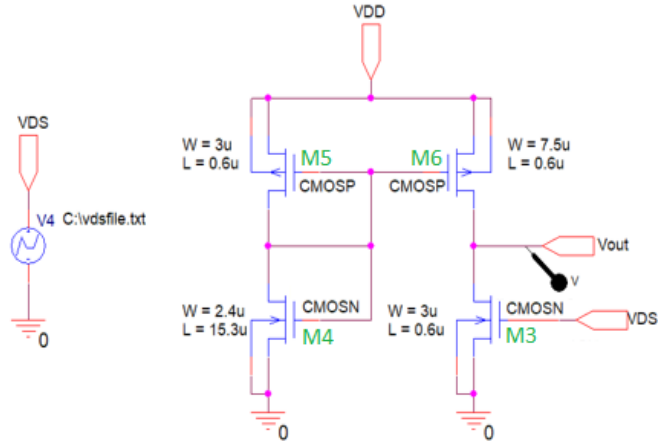 VDD
VDS
W = 3u
L = 0.6u
M5
M6
W = 7.5u
L = 0.6u
CMOSP
CMOSP
V4
C:\vdsfile.txt
Vout
V
W = 2.4u
L = 15.3u
CMOSN
M4
W = 3u
L = 0.6u
CMOSN
M3
VDS
0
0
0